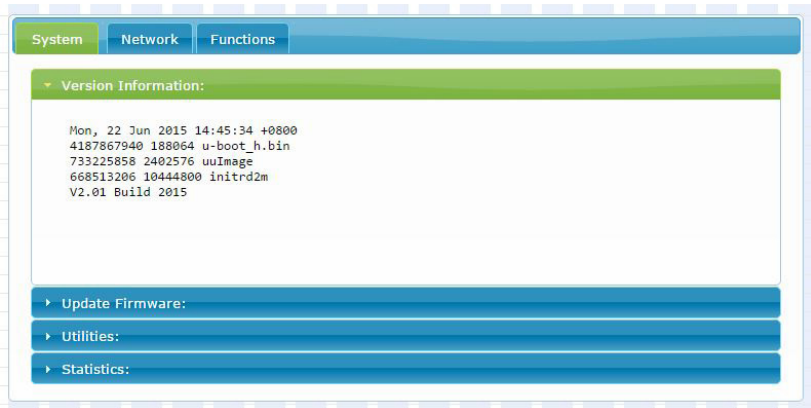 System Network Functions
Version Information:
Mon, 22 Jun 2015 14:45:34 +0800
4187867940 188064 u-boot_h.bin
733225858 2402576 uuImage
668513206 10444800 initrd2m
V2.01 Build 2015
Update Firmware:
Utilities:
Statistics: